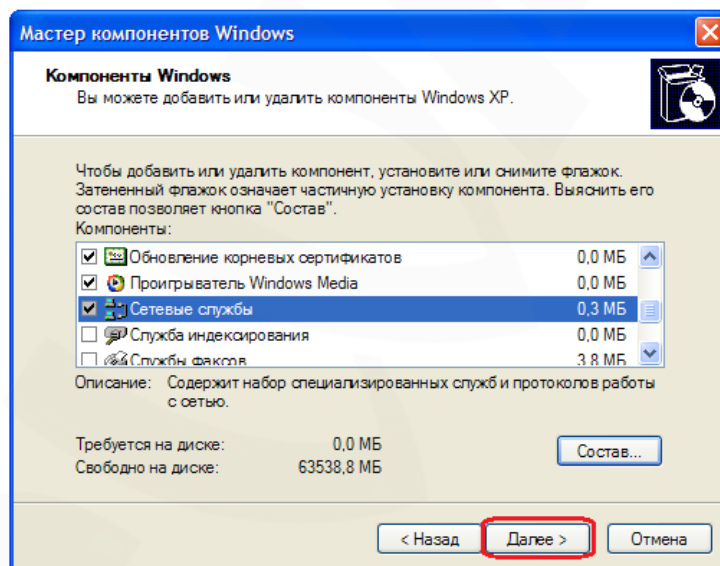 Мастер компонентов Windows
Компоненты Windows
Вы можете добавить или удалить компоненты Windows XP.
Чтобы добавить или удалить компонент, установите или снимите флажок.
Затененный флажок означает частичную установку компонента. Выяснить его
состав позволяет кнопка "Состав".
Компоненты:
Обновление корневых сертификатов 0,0 МБ
Проигрыватель Windows Media 0,0 МБ
Сетевые службы 0,3 МБ
Служба индексирования 0,0 МБ
Службы факсов 3,8 МБ
Описание: Содержит набор специализированных служб и протоколов работы
с сетью.
Требуется на диске: 0,0 МБ
Свободно на диске: 63538,8 МБ
Состав...
< Назад Далее > Отмена